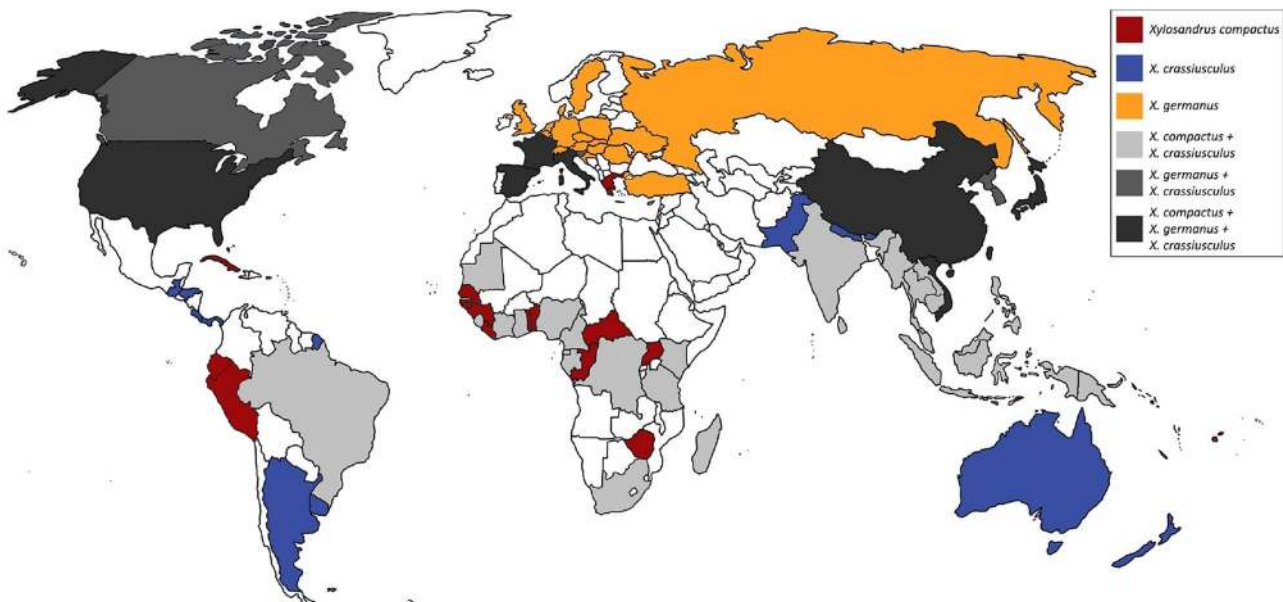 Xylosandrus compactus
X. crassiusculus
X. germanus
X. compactus +
X. crassiusculus
X. germanus +
X. crassiusculus
X. compactus +
X. germanus +
X. crassiusculus